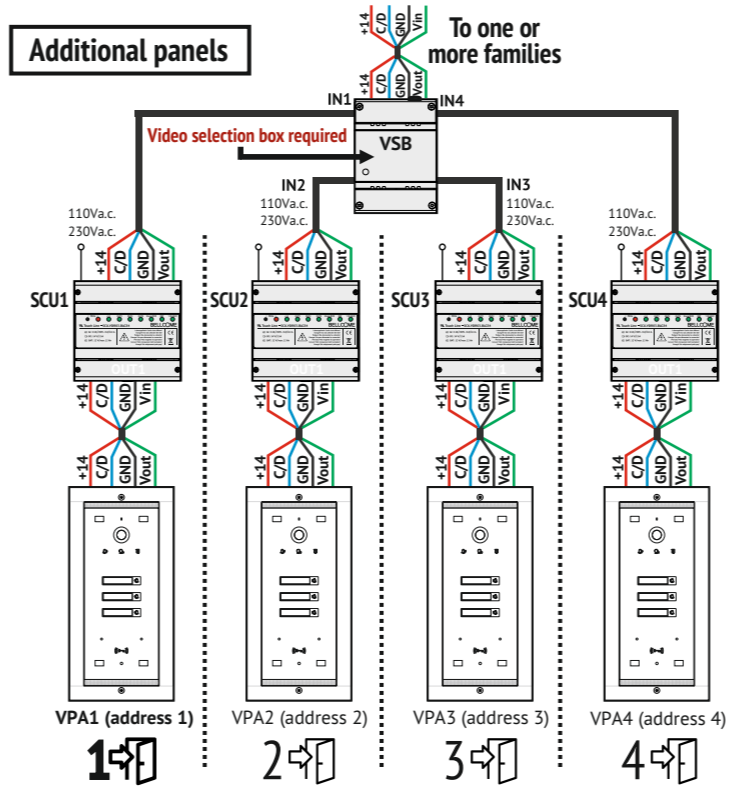 Additional panels
+14 C/D GND Vin
To one or
more families
+14 C/D GND Vout
IN1
IN4
Video selection box required
VSB
IN2
IN3
110Va.c.
230Va.c.
110Va.c.
230Va.c.
110Va.c.
230Va.c.
110Va.c.
230Va.c.
+14 C/D GND Vout
+14 C/D GND Vout
+14 C/D GND Vout
+14 C/D GND Vout
SCU1
SCU2
SCU3
SCU4
BELLCOME
BELLCOME
BELLCOME
BELLCOME
OUT1
OUT1
OUT1
OUT1
+14 C/D GND Vin
+14 C/D GND Vin
+14 C/D GND Vin
+14 C/D GND Vin
+14 C/D GND Vout
+14 C/D GND Vout
+14 C/D GND Vout
+14 C/D GND Vout
VPA1 (address 1)
VPA2 (address 2)
VPA3 (address 3)
VPA4 (address 4)
1
2
3
4